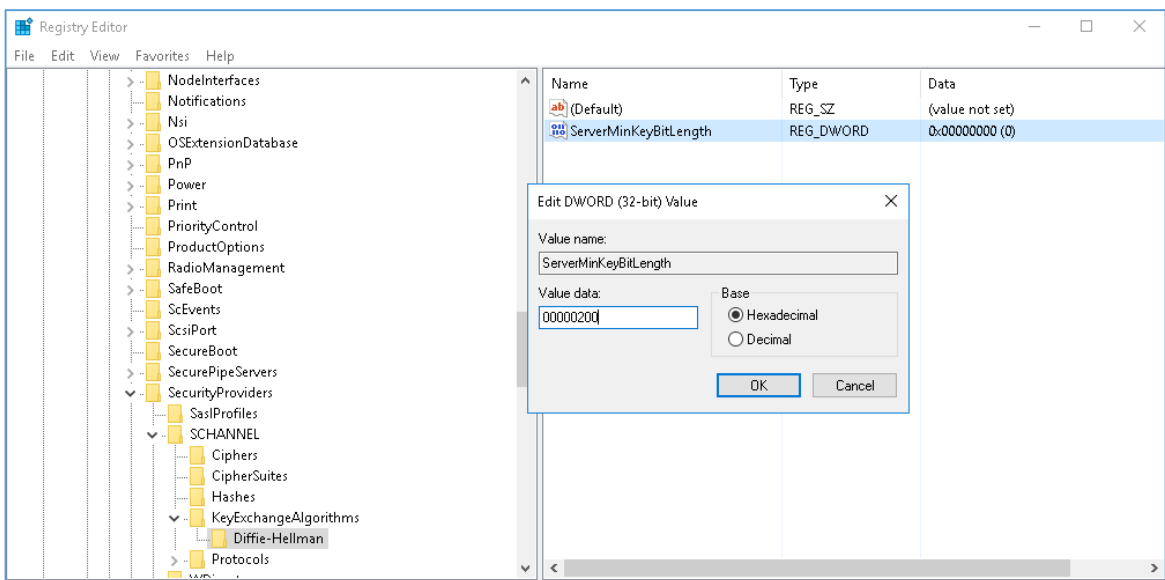 Registry Editor
File Edit View Favorites Help
NodeInterfaces
Notifications
Nsi
OSExtensionDatabase
PnP
Power
Print
PriorityControl
ProductOptions
RadioManagement
SafeBoot
ScEvents
ScsiPort
SecureBoot
SecurePipeServers
SecurityProviders
SaslProfiles
SCHANNEL
Ciphers
CipherSuites
Hashes
KeyExchangeAlgorithms
Diffie-Hellman
Protocols
Name Type Data
ab (Default) REG_SZ (value not set)
ServerMinKeyBitLength REG_DWORD 0x00000000 (0)
Edit DWORD (32-bit) Value
Value name:
ServerMinKeyBitLength
Value data: Base
00000200 Hexadecimal
Decimal
OK Cancel